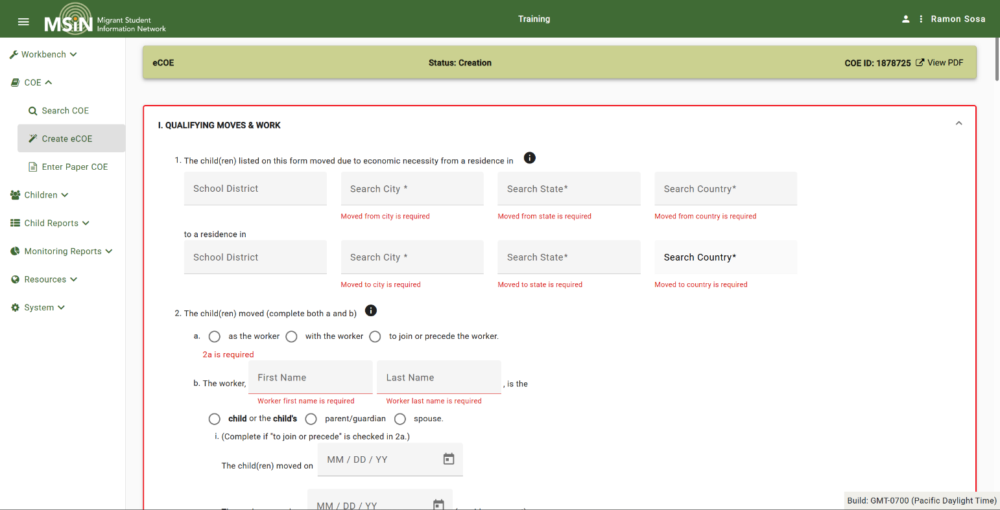 MSiN Migrant Student
Information Network
Training
Ramon Sosa
Workbench
COE
Search COE
Create eCOE
Enter Paper COE
Children
Child Reports
Monitoring Reports
Resources
System
eCOE
Status: Creation
COE ID: 1878725 View PDF
I. QUALIFYING MOVES & WORK
1. The child(ren) listed on this form moved due to economic necessity from a residence in
School District
Search City *
Search State*
Search Country*
Moved from city is required
Moved from state is required
Moved from country is required
to a residence in
School District
Search City *
Search State*
Search Country*
Moved to city is required
Moved to state is required
Moved to country is required
2. The child(ren) moved (complete both a and b)
a. as the worker with the worker to join or precede the worker.
2a is required
b. The worker, First Name Last Name , is the
Worker first name is required
Worker last name is required
child or the child's parent/guardian spouse.
i. (Complete if "to join or precede" is checked in 2a.)
The child(ren) moved on MM / DD / YY
MM / DD / YY
Build: GMT-0700 (Pacific Daylight Time)